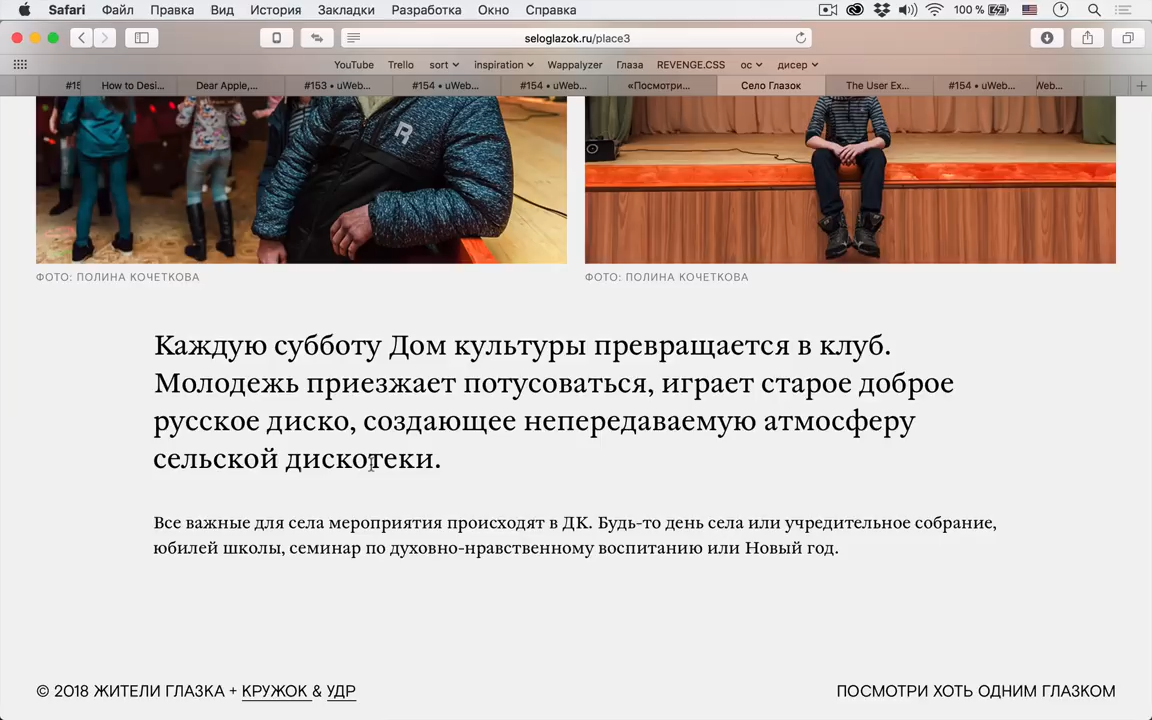 Safari Файл Правка Вид История Закладки Разработка Окно Справка 100 %
seloglazok.ru/place3
YouTube Trello sort inspiration Wappalyzer Глаза REVENGE.CSS ос дисер
#15 How to Desi... Dear Apple,... #153 • uWeb... #154 • uWeb... #154 • uWeb... «Посмотри... Село Глазок The User Ex... #154 • uWeb... Web...
R
ФОТО: ПОЛИНА КОЧЕТКОВА ФОТО: ПОЛИНА КОЧЕТКОВА
Каждую субботу Дом культуры превращается в клуб.
Молодежь приезжает потусоваться, играет старое доброе
русское диско, создающее непередаваемую атмосферу
сельской дискотеки.
Все важные для села мероприятия происходят в ДК. Будь-то день села или учредительное собрание,
юбилей школы, семинар по духовно-нравственному воспитанию или Новый год.
© 2018 ЖИТЕЛИ ГЛАЗКА + КРУЖОК & УДР ПОСМОТРИ ХОТЬ ОДНИМ ГЛАЗКОМ